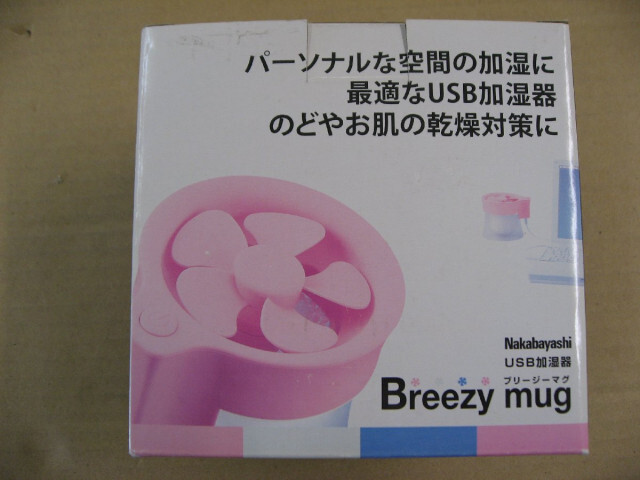 パーソナルな空間の加湿に
最適なUSB加湿器
のどやお肌の乾燥対策に
Nakabayashi
USB加湿器
ブリージーマグ
Breezy mug